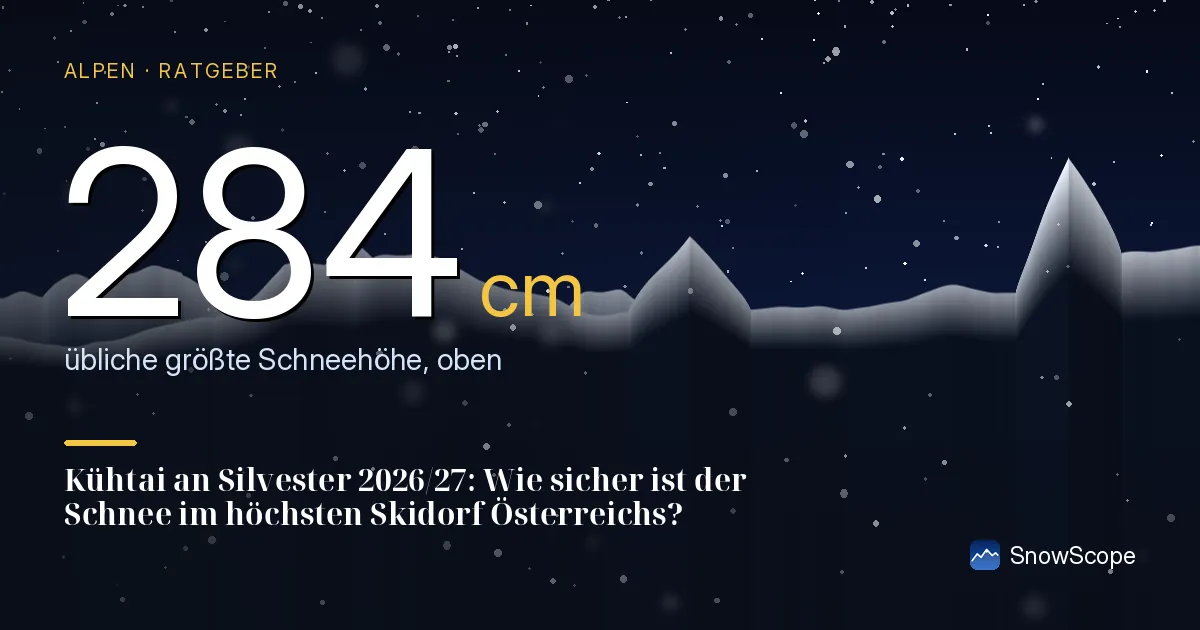 ALPEN · RATGEBER
284 cm
übliche größte Schneehöhe, oben
Kühtai an Silvester 2026/27: Wie sicher ist der
Schnee im höchsten Skidorf Österreichs?
SnowScope